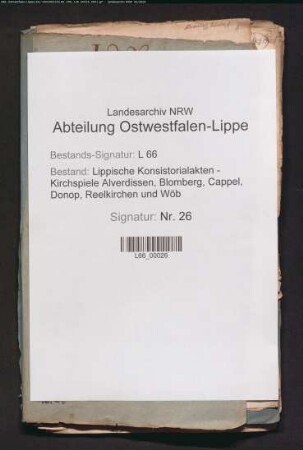 Landesarchiv NRW
Abteilung Ostwestfalen-Lippe
Bestands-Signatur: L 66
Bestand: Lippische Konsistorialakten -
Kirchspiele Alverdissen, Blomberg, Cappel,
Donop, Reelkirchen und Wöb
Signatur: Nr. 26
L66_00026